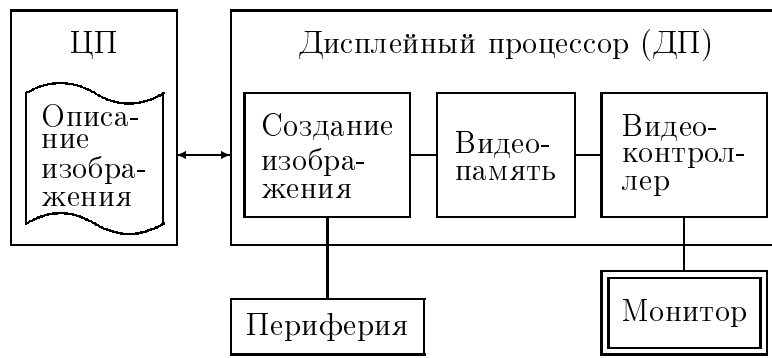 ЦП
Описа-
ние
изобра-
жения
Дисплейный процессор (ДП)
Создание
изобра-
жения
Видео-
память
Видео-
контрол-
лер
Периферия
Монитор